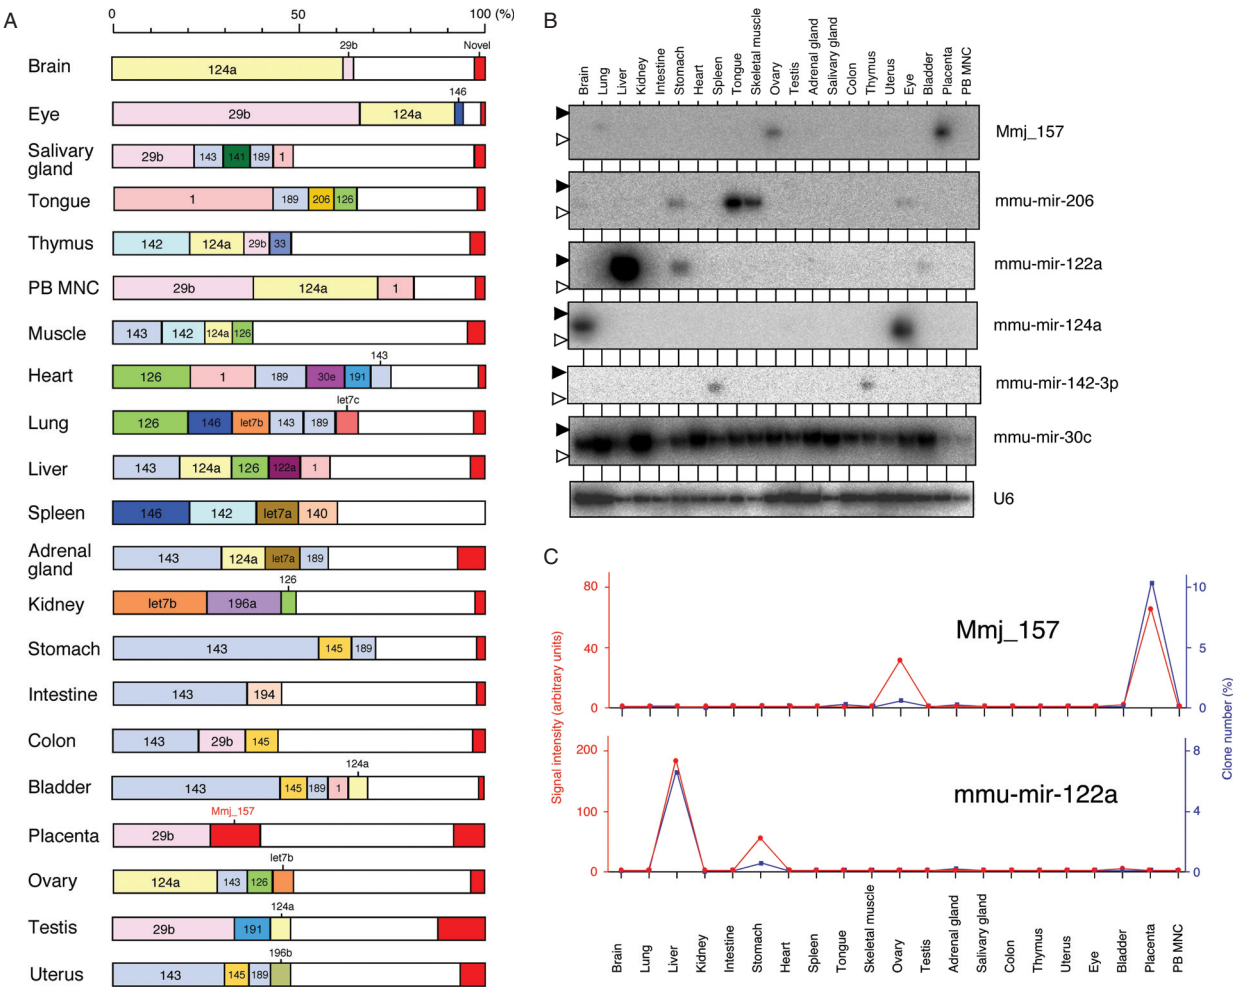 A
0 50 100 (%)
29b Novel
Brain 124a
146
Eye 29b 124a
Salivary gland 29b 143 141 189 1
Tongue 1 189 206 126
Thymus 142 124a 29b 33
PB MNC 29b 124a 1
Muscle 143 142 124a 126
143
Heart 126 1 189 30e 191
let7c
Lung 126 146 let7b 143 189
Liver 143 124a 126 122a 1
Spleen 146 142 let7a 140
Adrenal gland 143 124a let7a 189
126
Kidney let7b 196a
Stomach 143 145 189
Intestine 143 194
Colon 143 29b 145
124a
Bladder 143 145 189 1
Mmj_157
Placenta 29b
let7b
Ovary 124a 143 126
124a
Testis 29b 191
196b
Uterus 143 145 189
B
Brain
Lung
Liver
Kidney
Intestine
Stomach
Heart
Spleen
Tongue
Skeletal muscle
Ovary
Testis
Adrenal gland
Salivary gland
Colon
Thymus
Uterus
Eye
Bladder
Placenta
PB MNC
Mmj_157
mmu-mir-206
mmu-mir-122a
mmu-mir-124a
mmu-mir-142-3p
mmu-mir-30c
U6
C
Signal intensity (arbitrary units)
Clone number (%)
80
40
0
10
5
0
Mmj_157
200
100
0
8
4
0
mmu-mir-122a
Brain
Lung
Liver
Kidney
Intestine
Stomach
Heart
Spleen
Tongue
Skeletal muscle
Ovary
Testis
Adrenal gland
Salivary gland
Colon
Thymus
Uterus
Eye
Bladder
Placenta
PB MNC